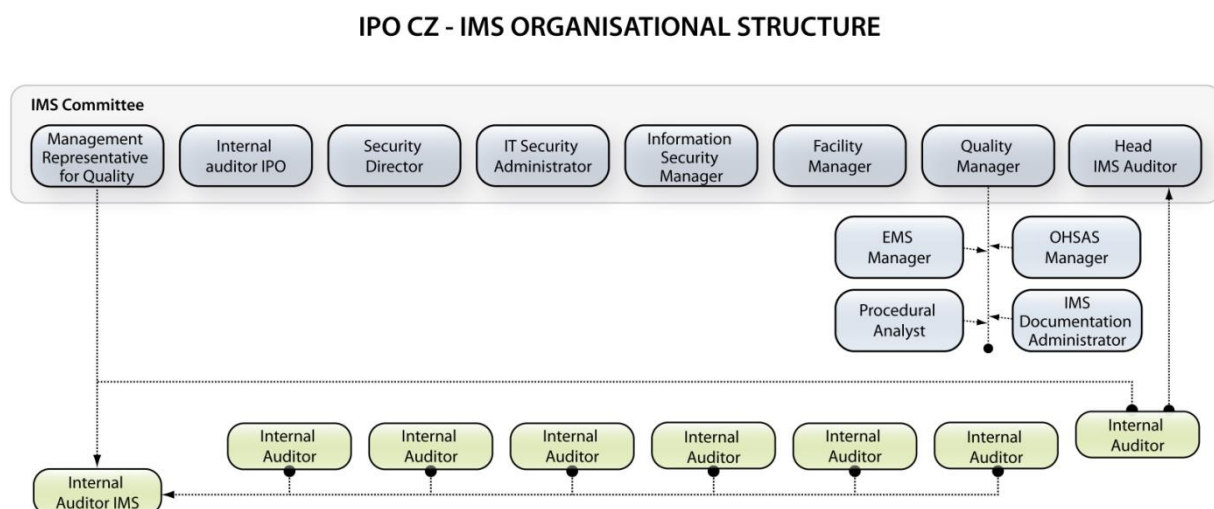 IPO CZ - IMS ORGANISATIONAL STRUCTURE
IMS Committee
Management
Representative
for Quality
Internal
auditor IPO
Security
Director
IT Security
Administrator
Information
Security
Manager
Facility
Manager
Quality
Manager
Head
IMS Auditor
EMS
Manager
OHSAS
Manager
Procedural
Analyst
IMS
Documentation
Administrator
Internal
Auditor
Internal
Auditor
Internal
Auditor
Internal
Auditor
Internal
Auditor
Internal
Auditor
Internal
Auditor
Internal
Auditor IMS